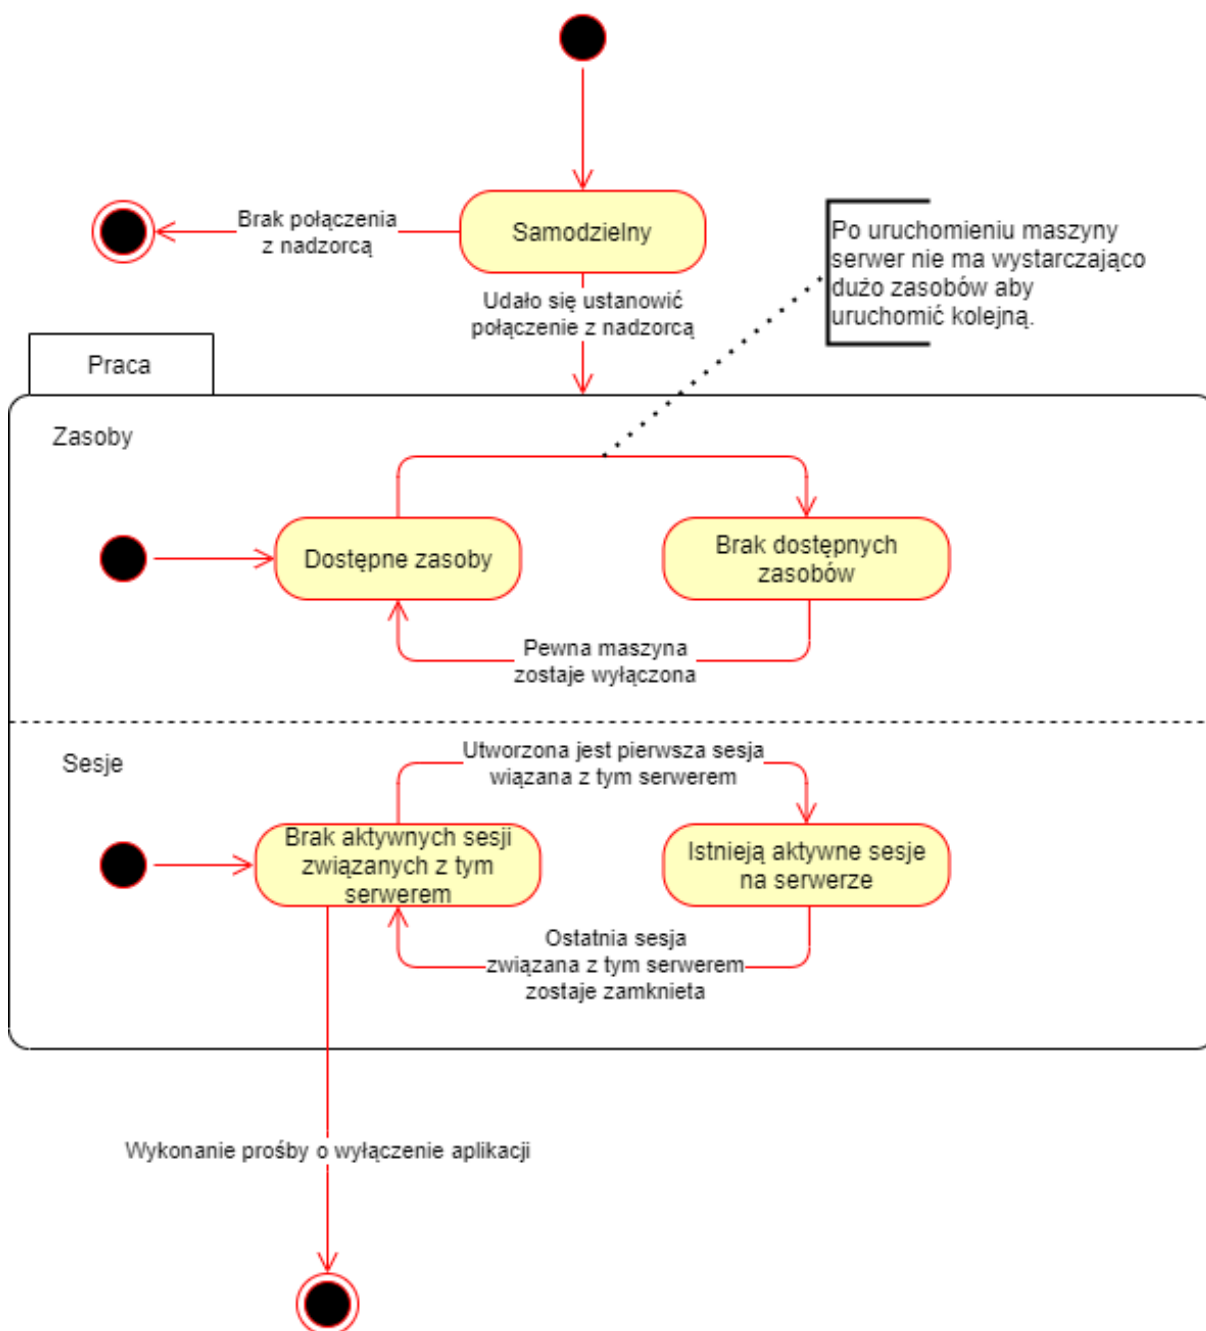 Brak połączenia
z nadzorcą
Samodzielny
Po uruchomieniu maszyny
serwer nie ma wystarczająco
dużo zasobów aby
uruchomić kolejną.
Udało się ustanowić
połączenie z nadzorcą
Praca
Zasoby
Dostępne zasoby
Brak dostępnych
zasobów
Pewna maszyna
zostaje wyłączona
Sesje
Utworzona jest pierwsza sesja
wiązana z tym serwerem
Brak aktywnych sesji
związanych z tym
serwerem
Istnieją aktywne sesje
na serwerze
Ostatnia sesja
związana z tym serwerem
zostaje zamknieta
Wykonanie prośby o wyłączenie aplikacji